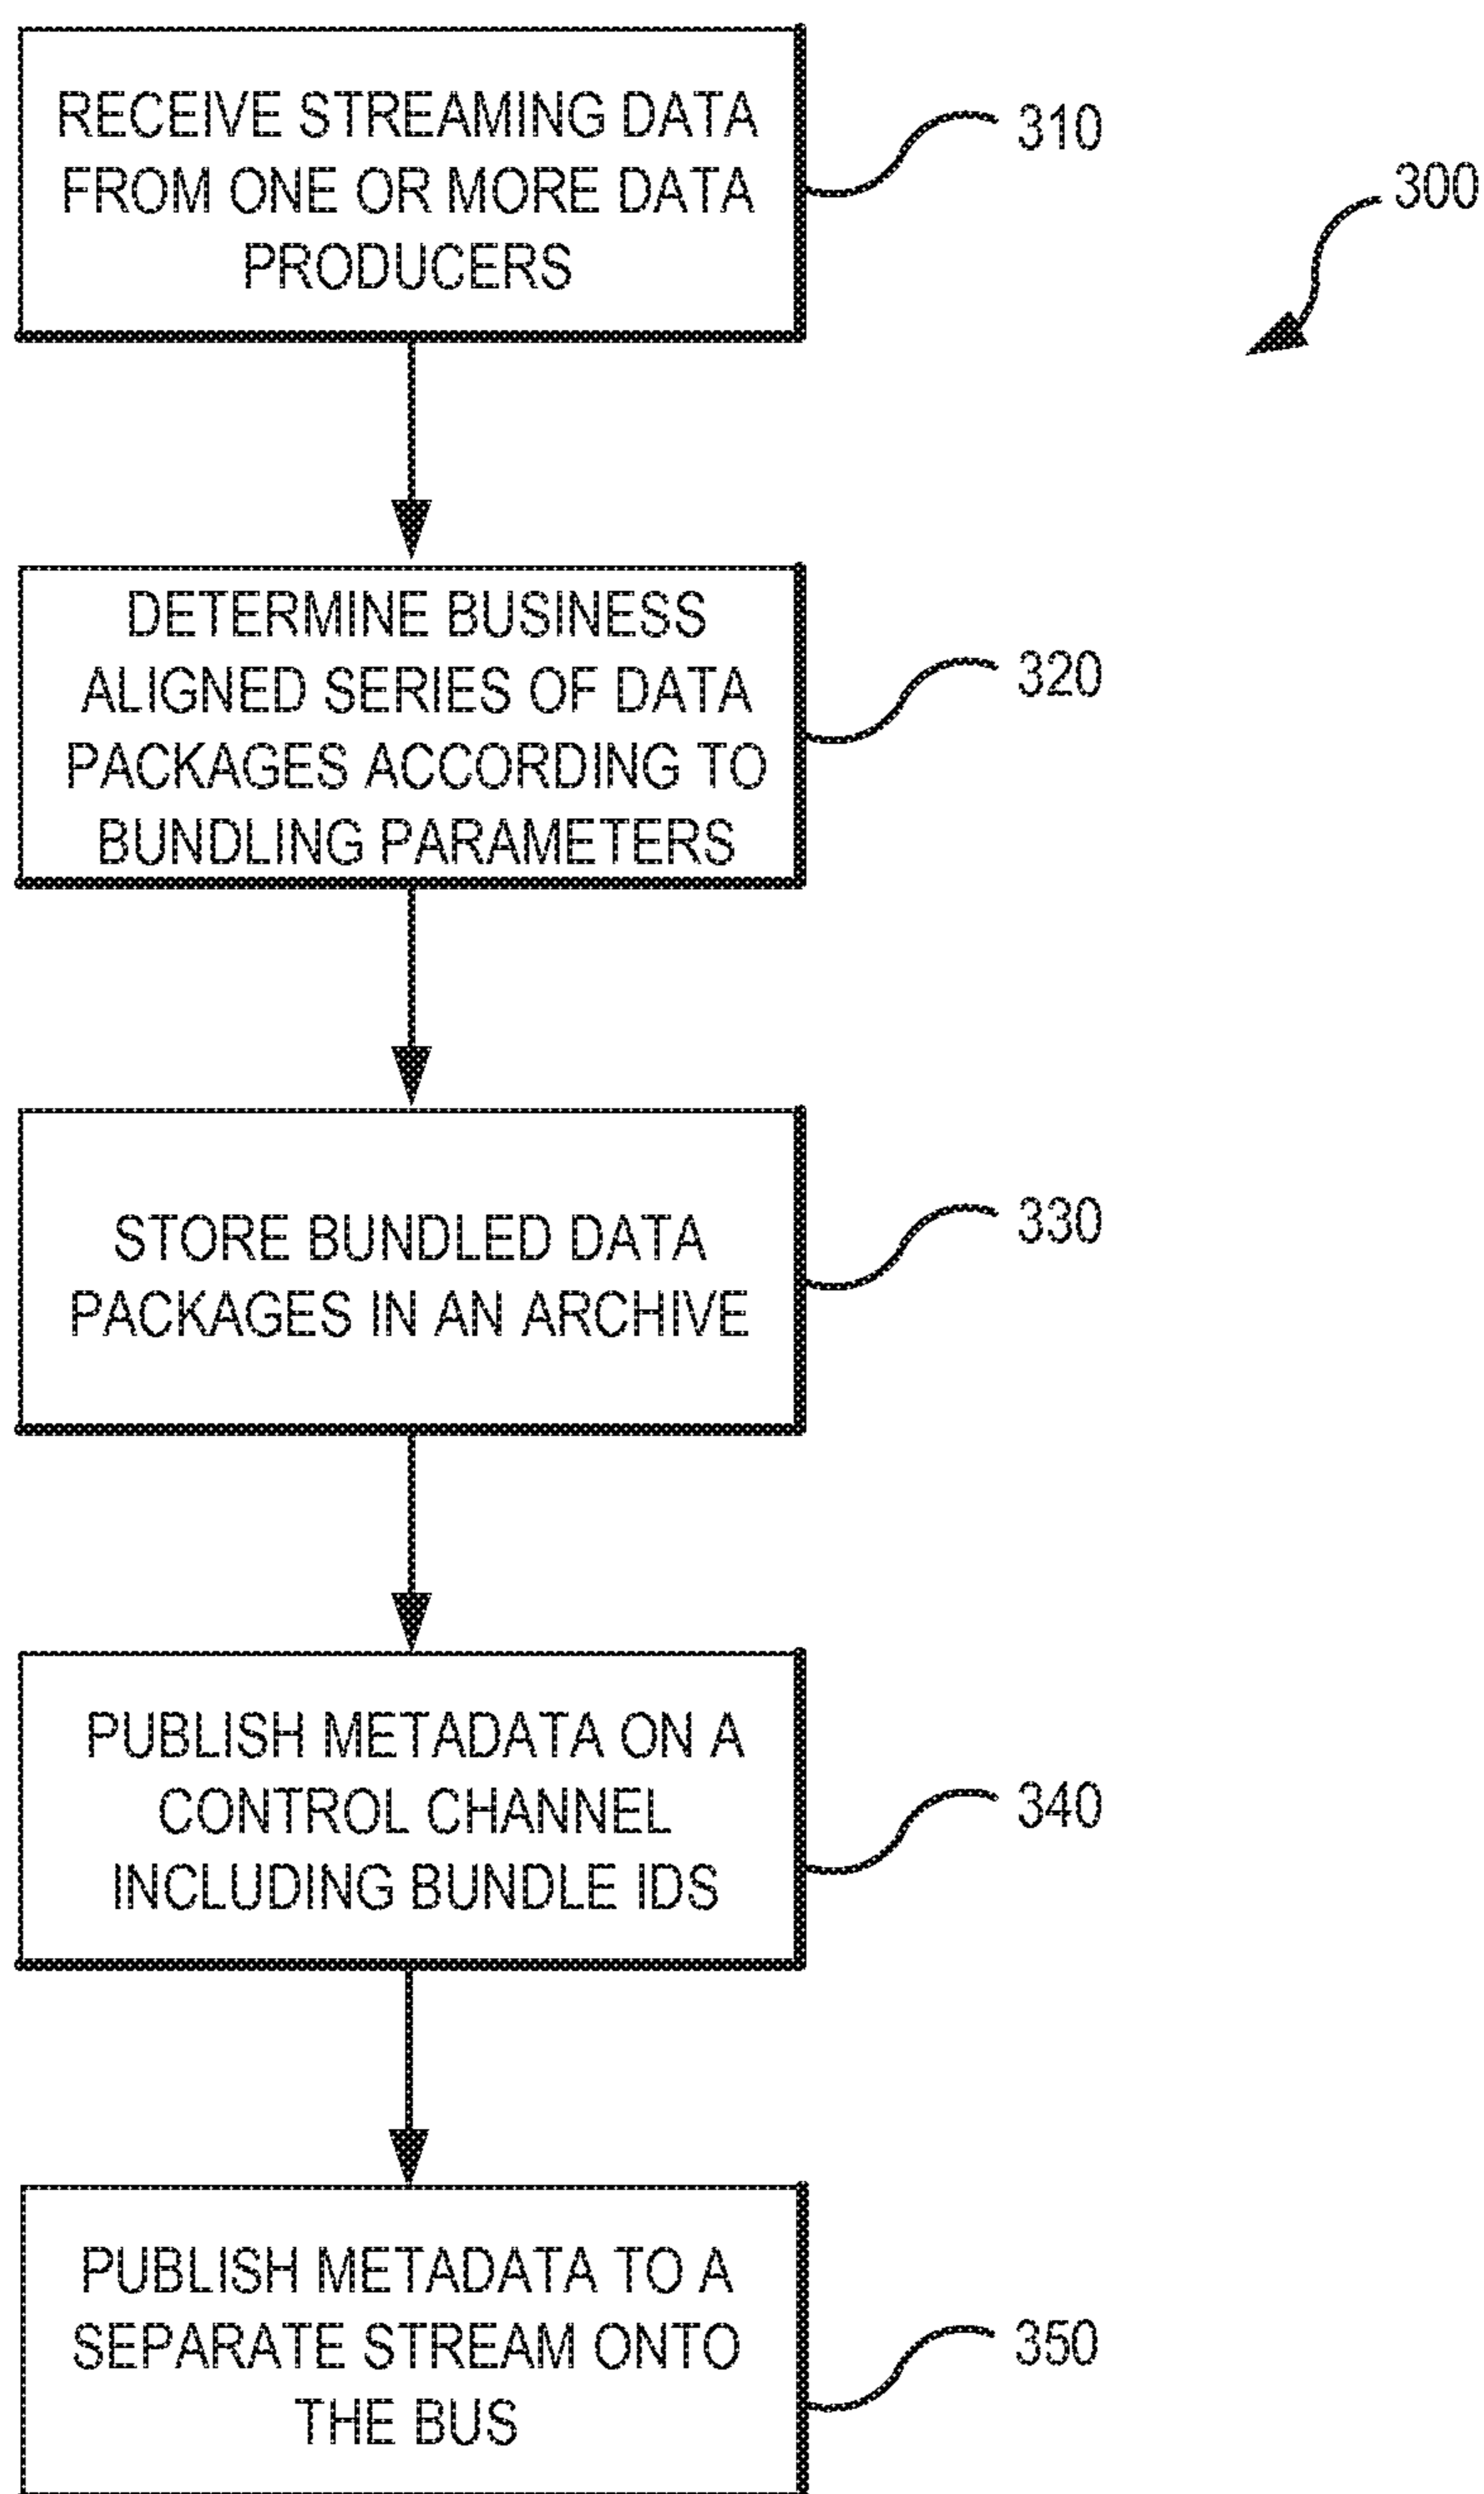 RECEIVE STREAMING DATA
FROM ONE OR MORE DATA
PRODUCERS
310
300
DETERMINE BUSINESS
ALIGNED SERIES OF DATA
PACKAGES ACCORDING TO
BUNDLING PARAMETERS
320
STORE BUNDLED DATA
PACKAGES IN AN ARCHIVE
330
PUBLISH METADATA ON A
CONTROL CHANNEL
INCLUDING BUNDLE IDS
340
PUBLISH METADATA TO A
SEPARATE STREAM ONTO
THE BUS
350